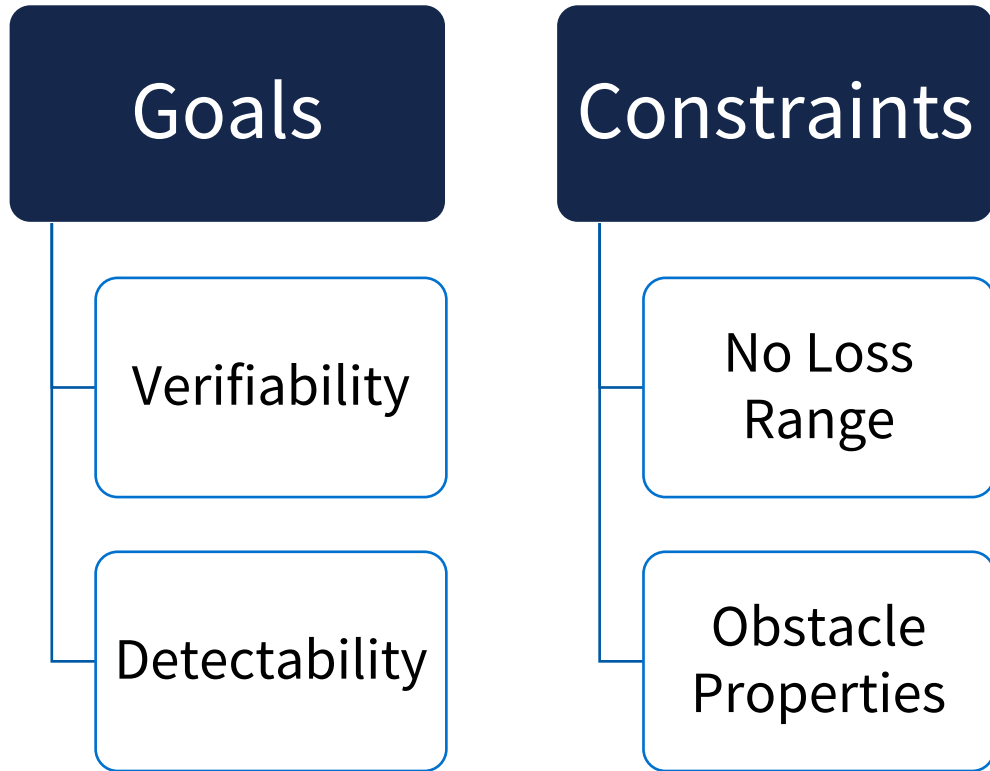 Goals
Verifiability
Detectability
Constraints
No Loss
Range
Obstacle
Properties